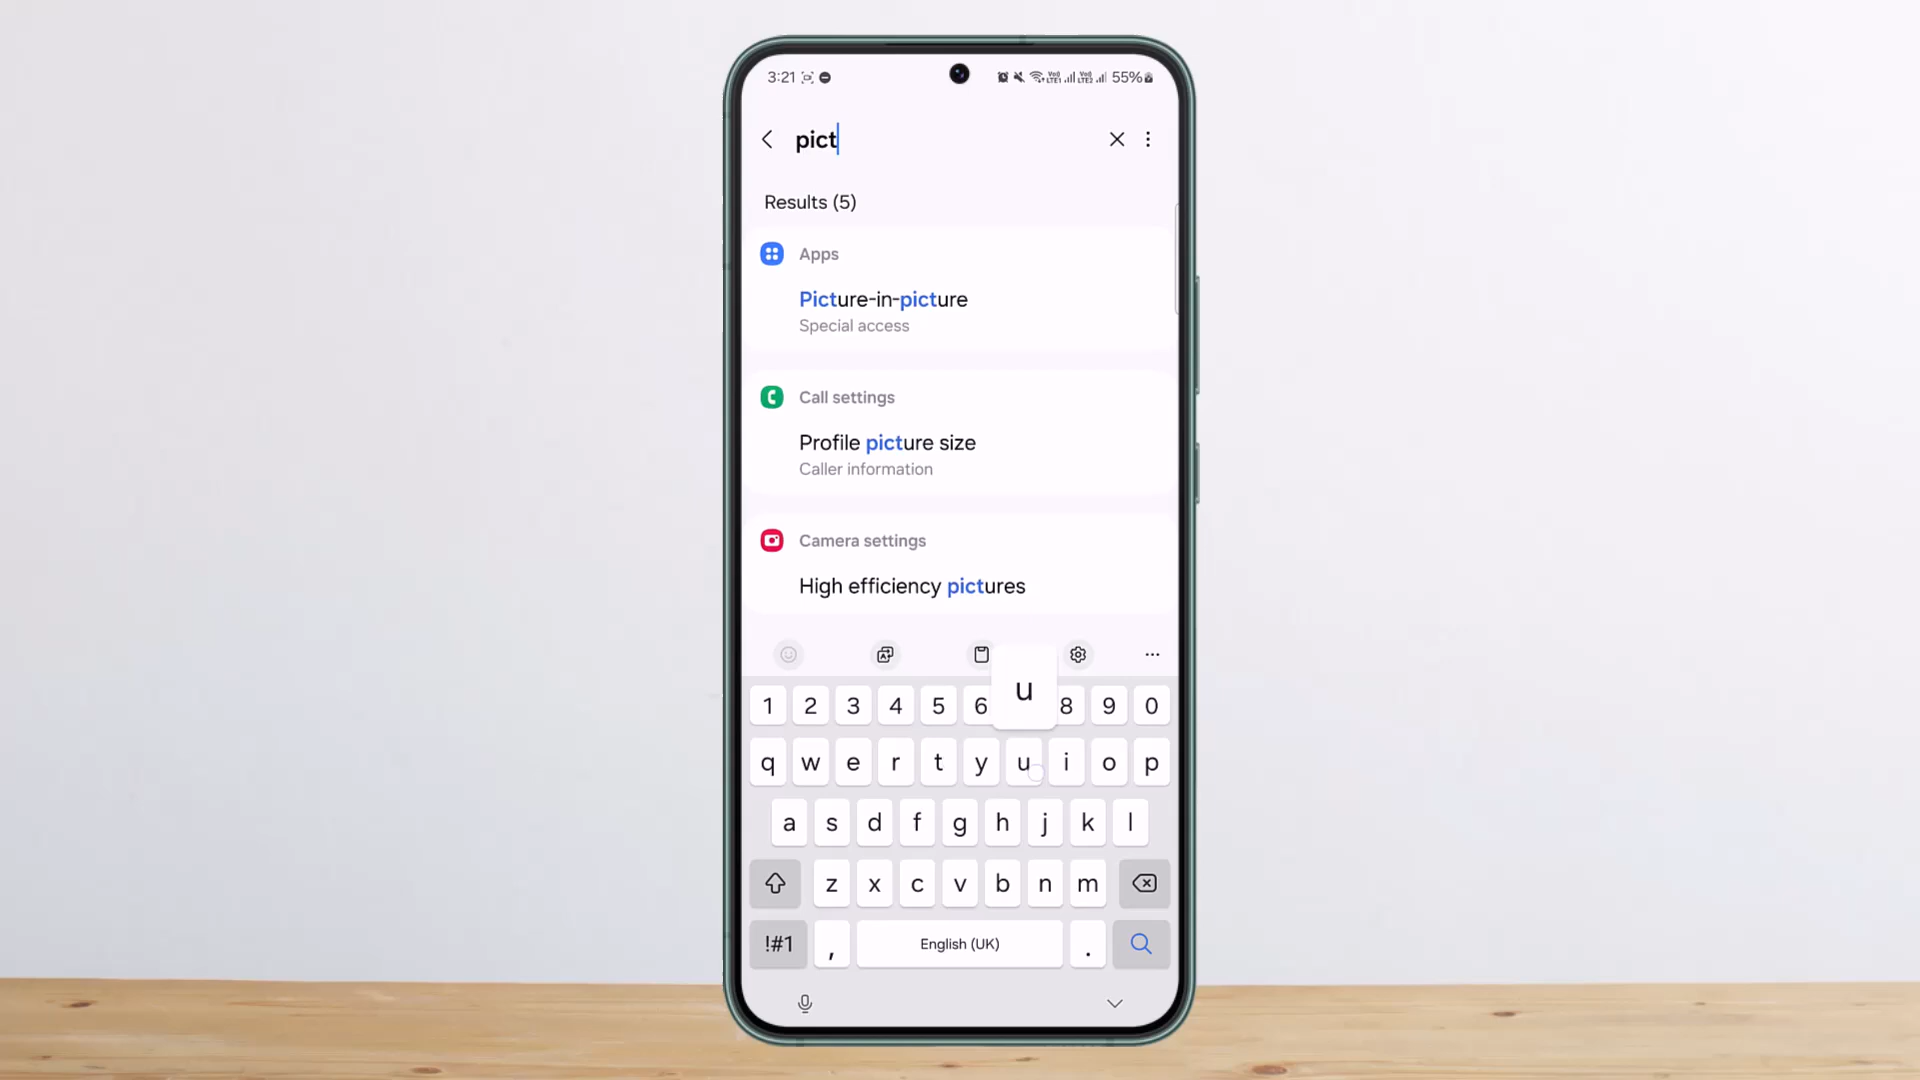 3:21 55%
pict
Results (5)
Apps
Picture-in-picture
Special access
Call settings
Profile picture size
Caller information
Camera settings
High efficiency pictures
u
1 2 3 4 5 6 8 9 0
q w e r t y u i o p
a s d f g h j k l
z x c v b n m
!#1 , English (UK) .